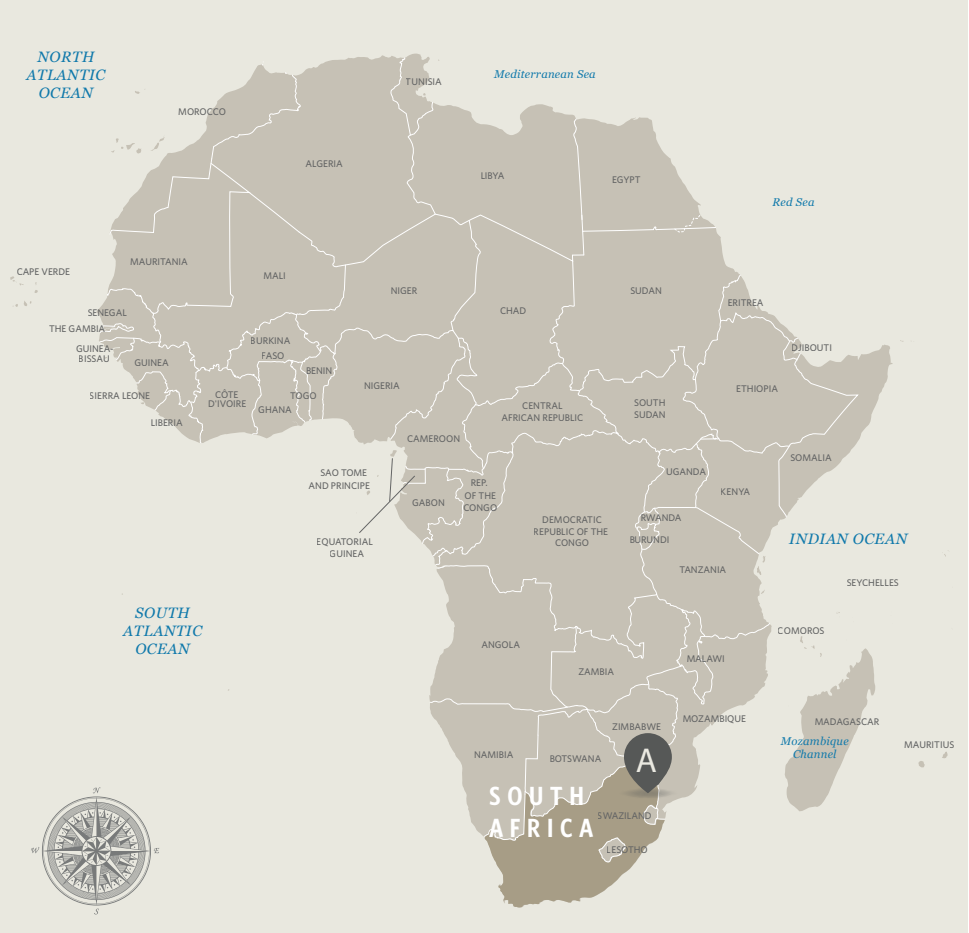 NORTH
ATLANTIC
OCEAN
Mediterranean Sea
TUNISIA
MOROCCO
ALGERIA
LIBYA
EGYPT
Red Sea
MAURITANIA
CAPE VERDE
MALI
NIGER
SUDAN
ERITREA
CHAD
SENEGAL
THE GAMBIA
BURKINA
FASO
GUINEA-
BISSAU
DJIBOUTI
GUINEA
BENIN
NIGERIA
ETHIOPIA
SIERRA LEONE
CÔTE
D'IVOIRE
TOGO
GHANA
LIBERIA
CENTRAL
AFRICAN REPUBLIC
SOUTH
SUDAN
CAMEROON
SOMALIA
SAO TOME
AND PRINCIPE
UGANDA
REP.
OF THE
CONGO
KENYA
GABON
DEMOCRATIC
REPUBLIC OF THE
CONGO
RWANDA
BURUNDI
INDIAN OCEAN
EQUATORIAL
GUINEA
TANZANIA
SEYCHELLES
SOUTH
ATLANTIC
OCEAN
COMOROS
ANGOLA
MALAWI
ZAMBIA
MOZAMBIQUE
MADAGASCAR
ZIMBABWE
Mozambique
Channel
MAURITIUS
NAMIBIA
BOTSWANA
A
SOUTH
AFRICA
SWAZILAND
LESOTHO
N
W
E
S